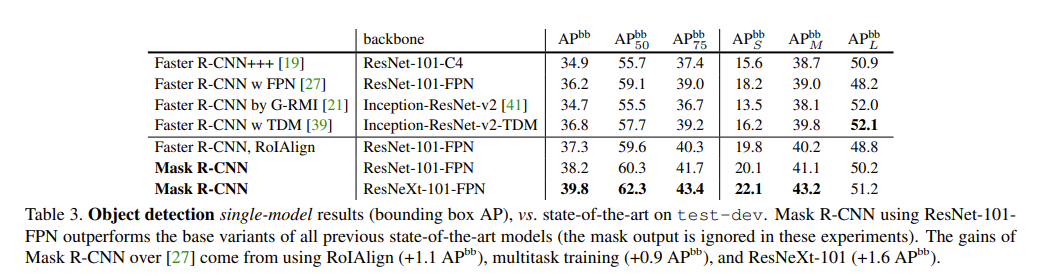 backbone AP^bb AP^bb_50 AP^bb_75 AP^bb_S AP^bb_M AP^bb_L
Faster R-CNN+++ [19] ResNet-101-C4 34.9 55.7 37.4 15.6 38.7 50.9
Faster R-CNN w FPN [27] ResNet-101-FPN 36.2 59.1 39.0 18.2 39.0 48.2
Faster R-CNN by G-RMI [21] Inception-ResNet-v2 [41] 34.7 55.5 36.7 13.5 38.1 52.0
Faster R-CNN w TDM [39] Inception-ResNet-v2-TDM 36.8 57.7 39.2 16.2 39.8 52.1
Faster R-CNN, RoIAlign ResNet-101-FPN 37.3 59.6 40.3 19.8 40.2 48.8
Mask R-CNN ResNet-101-FPN 38.2 60.3 41.7 20.1 41.1 50.2
Mask R-CNN ResNeXt-101-FPN 39.8 62.3 43.4 22.1 43.2 51.2
Table 3. Object detection single-model results (bounding box AP), vs. state-of-the-art on test-dev. Mask R-CNN using ResNet-101-
FPN outperforms the base variants of all previous state-of-the-art models (the mask output is ignored in these experiments). The gains of
Mask R-CNN over [27] come from using RoIAlign (+1.1 AP^bb), multitask training (+0.9 AP^bb), and ResNeXt-101 (+1.6 AP^bb).